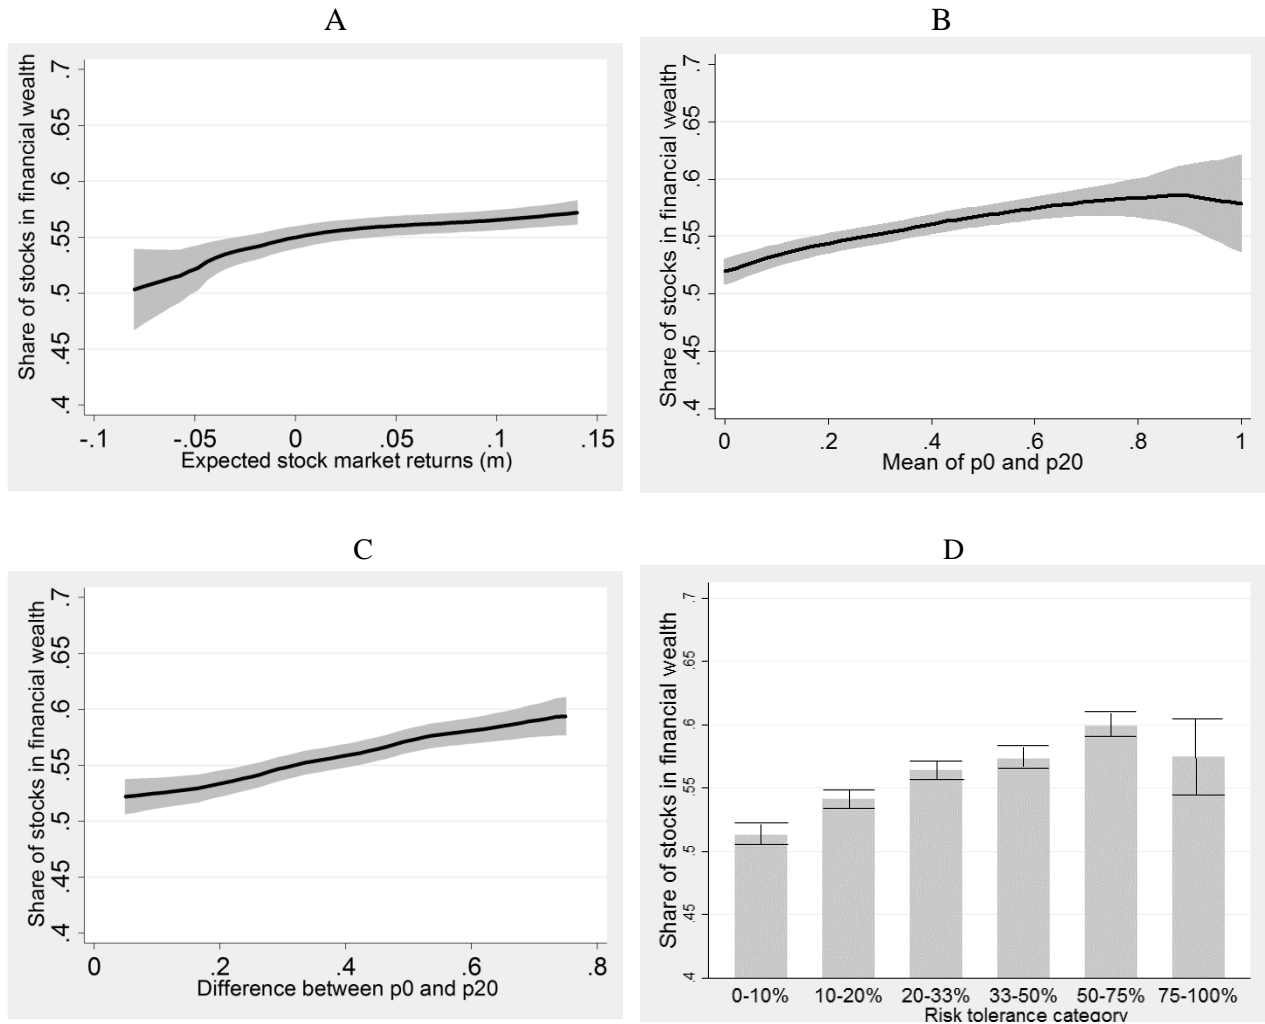 A
Share of stocks in financial wealth
.7
.65
.6
.55
.5
.45
.4
-.1 -.05 0 .05 .1 .15
Expected stock market returns (m)
B
Share of stocks in financial wealth
.7
.65
.6
.55
.5
.45
.4
0 .2 .4 .6 .8 1
Mean of p0 and p20
C
Share of stocks in financial wealth
.7
.65
.6
.55
.5
.45
.4
0 .2 .4 .6 .8
Difference between p0 and p20
D
Share of stocks in financial wealth
.7
.65
.6
.55
.5
.45
.4
0-10% 10-20% 20-33% 33-50% 50-75% 75-100%
Risk tolerance category